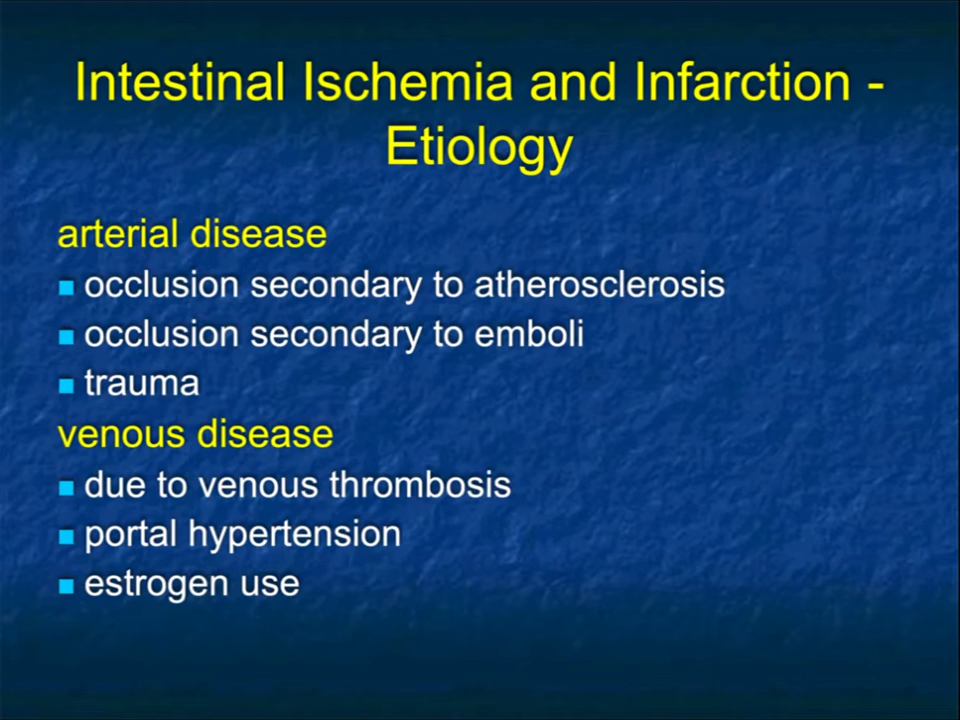 Intestinal Ischemia and Infarction -
Etiology
arterial disease
occlusion secondary to atherosclerosis
occlusion secondary to emboli
trauma
venous disease
due to venous thrombosis
portal hypertension
estrogen use